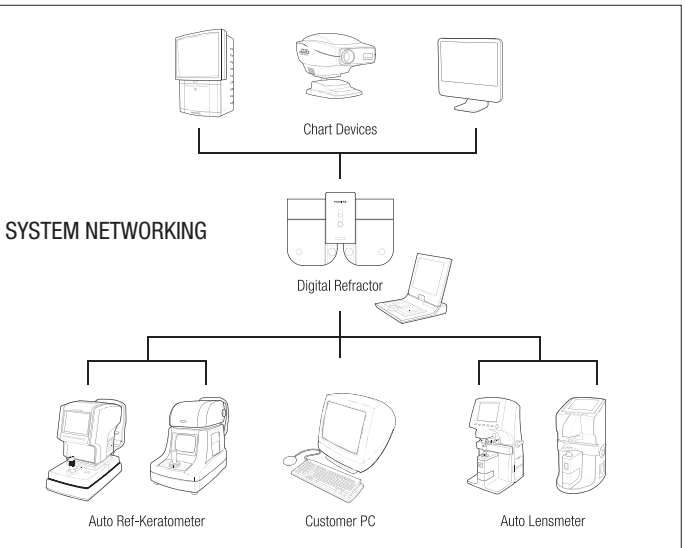 Chart Devices
SYSTEM NETWORKING
Digital Refractor
Auto Ref-Keratometer
Customer PC
Auto Lensmeter